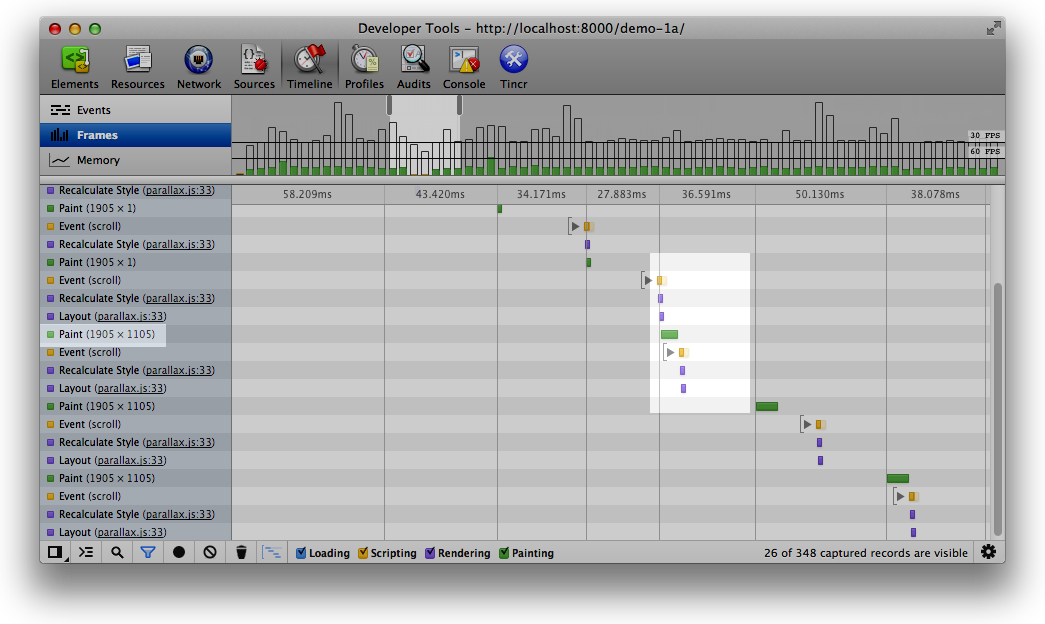 Developer Tools - http://localhost:8000/demo-1a/
Elements Resources Network Sources Timeline Profiles Audits Console Tincr
Events
Frames
Memory
30 FPS
60 FPS
58.209ms 43.420ms 34.171ms 27.883ms 36.591ms 50.130ms 38.078ms
Recalculate Style (parallax.js:33)
Paint (1905 × 1)
Event (scroll)
Recalculate Style (parallax.js:33)
Paint (1905 × 1)
Event (scroll)
Recalculate Style (parallax.js:33)
Layout (parallax.js:33)
Paint (1905 × 1105)
Event (scroll)
Recalculate Style (parallax.js:33)
Layout (parallax.js:33)
Paint (1905 × 1105)
Event (scroll)
Recalculate Style (parallax.js:33)
Layout (parallax.js:33)
Paint (1905 × 1105)
Event (scroll)
Recalculate Style (parallax.js:33)
Layout (parallax.js:33)
Loading Scripting Rendering Painting 26 of 348 captured records are visible